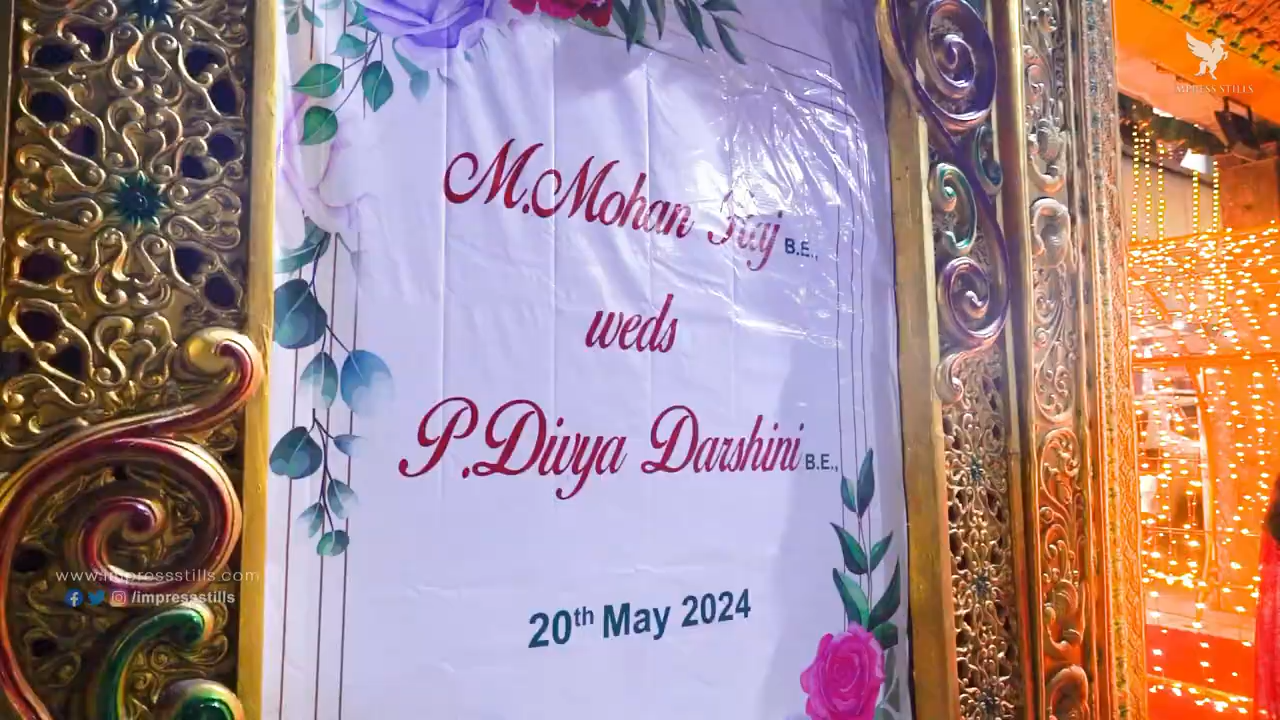 IMPRESS STILLS
M.Mohan Raj B.E.,
weds
P.Divya Darshini B.E.,
20th May 2024
www.impressstills.com
/impressstills